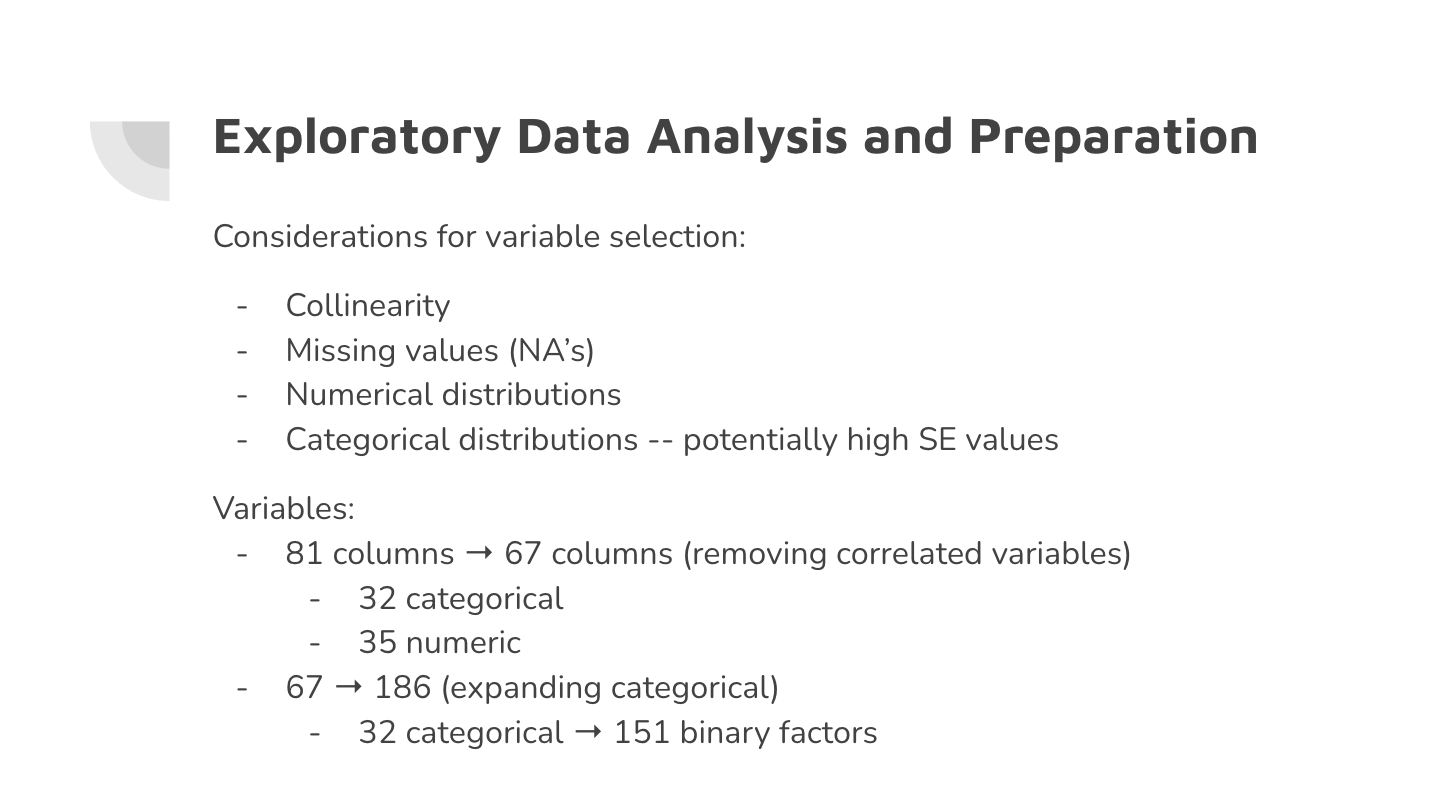 Exploratory Data Analysis and Preparation
Considerations for variable selection:
- Collinearity
- Missing values (NA’s)
- Numerical distributions
- Categorical distributions -- potentially high SE values
Variables:
- 81 columns → 67 columns (removing correlated variables)
- 32 categorical
- 35 numeric
- 67 → 186 (expanding categorical)
- 32 categorical → 151 binary factors